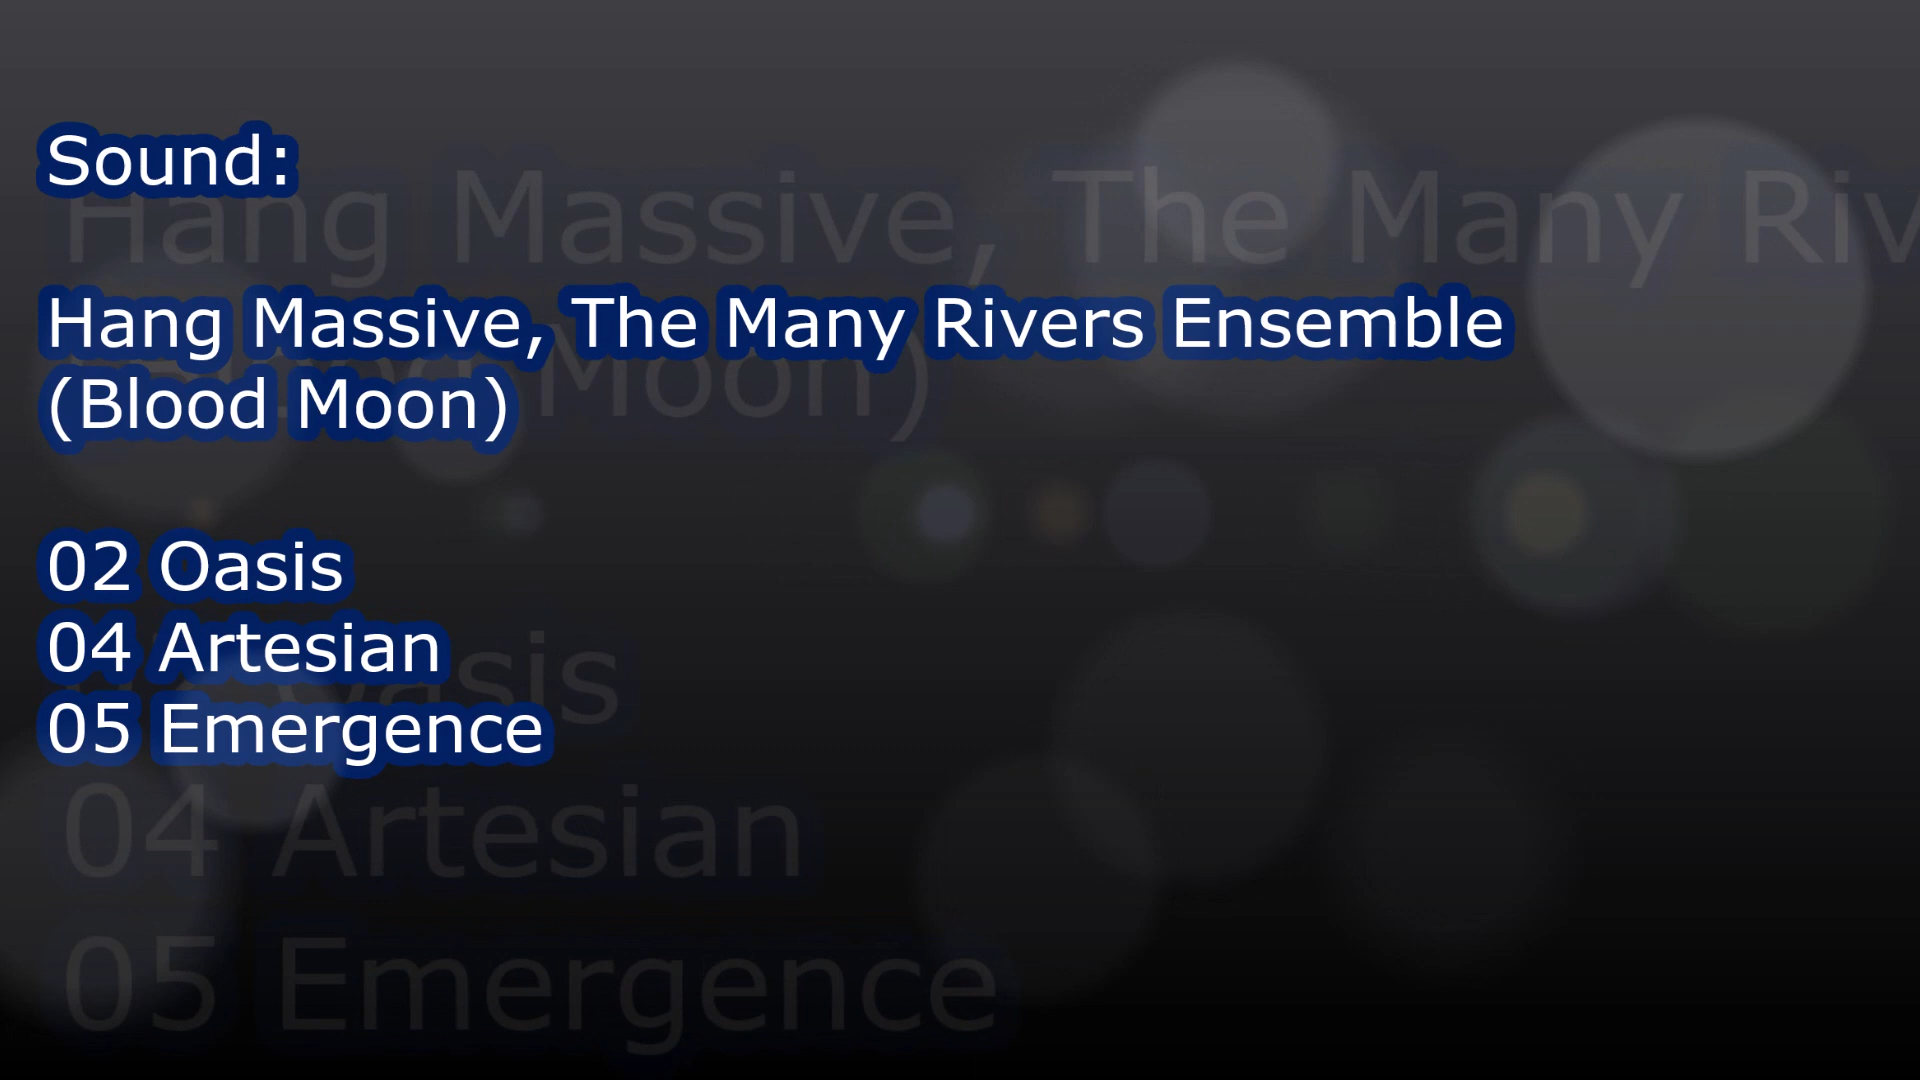 Sound:
Hang Massive, The Many Rivers Ensemble
(Blood Moon)
02 Oasis
04 Artesian
05 Emergence